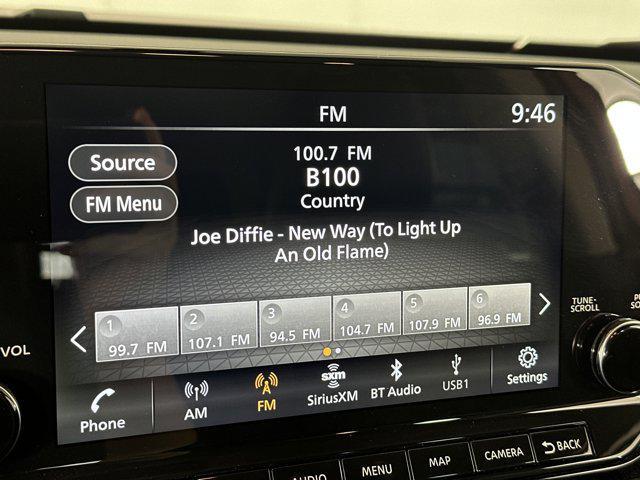 FM
9:46
Source
FM Menu
100.7 FM
B100
Country
Joe Diffie - New Way (To Light Up
An Old Flame)
1
99.7 FM
2
107.1 FM
3
94.5 FM
4
104.7 FM
5
107.9 FM
6
96.9 FM
Phone
AM
FM
sxm
SiriusXM
BT Audio
USB1
Settings
VOL
TUNE-
SCROLL
AUDIO
MENU
MAP
CAMERA
BACK